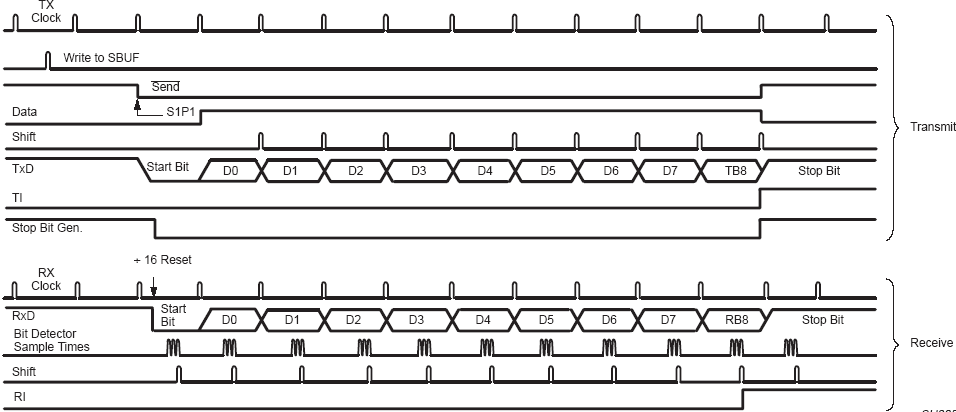 TX
Clock
Write to SBUF
Send
Data
S1P1
Shift
Transmit
TxD
Start Bit D0 D1 D2 D3 D4 D5 D6 D7 TB8 Stop Bit
TI
Stop Bit Gen.
÷ 16 Reset
RX
Clock
RxD
Start
Bit
D0 D1 D2 D3 D4 D5 D6 D7 RB8 Stop Bit
Bit Detector
Sample Times
Receive
Shift
RI